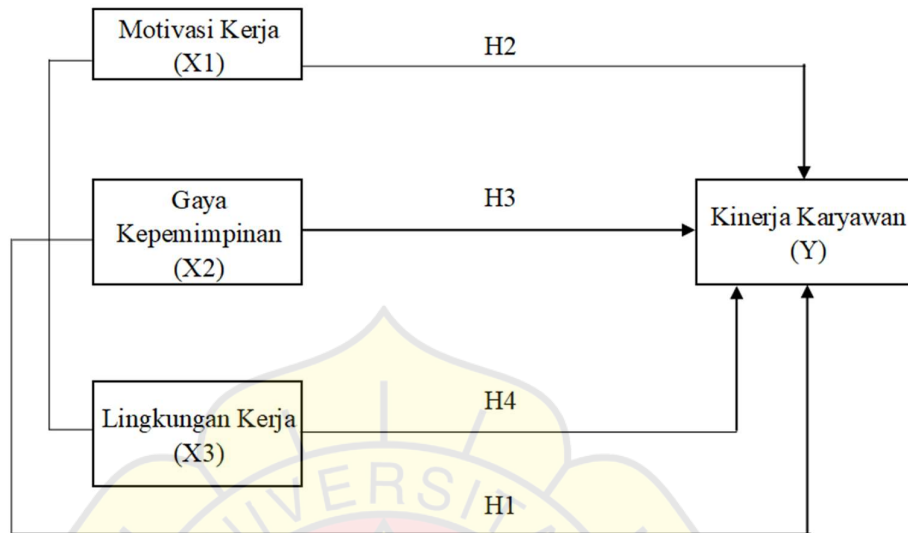 Motivasi Kerja
(X1)
H2
Gaya
Kepemimpinan
(X2)
H3
Kinerja Karyawan
(Y)
Lingkungan Kerja
(X3)
H4
H1